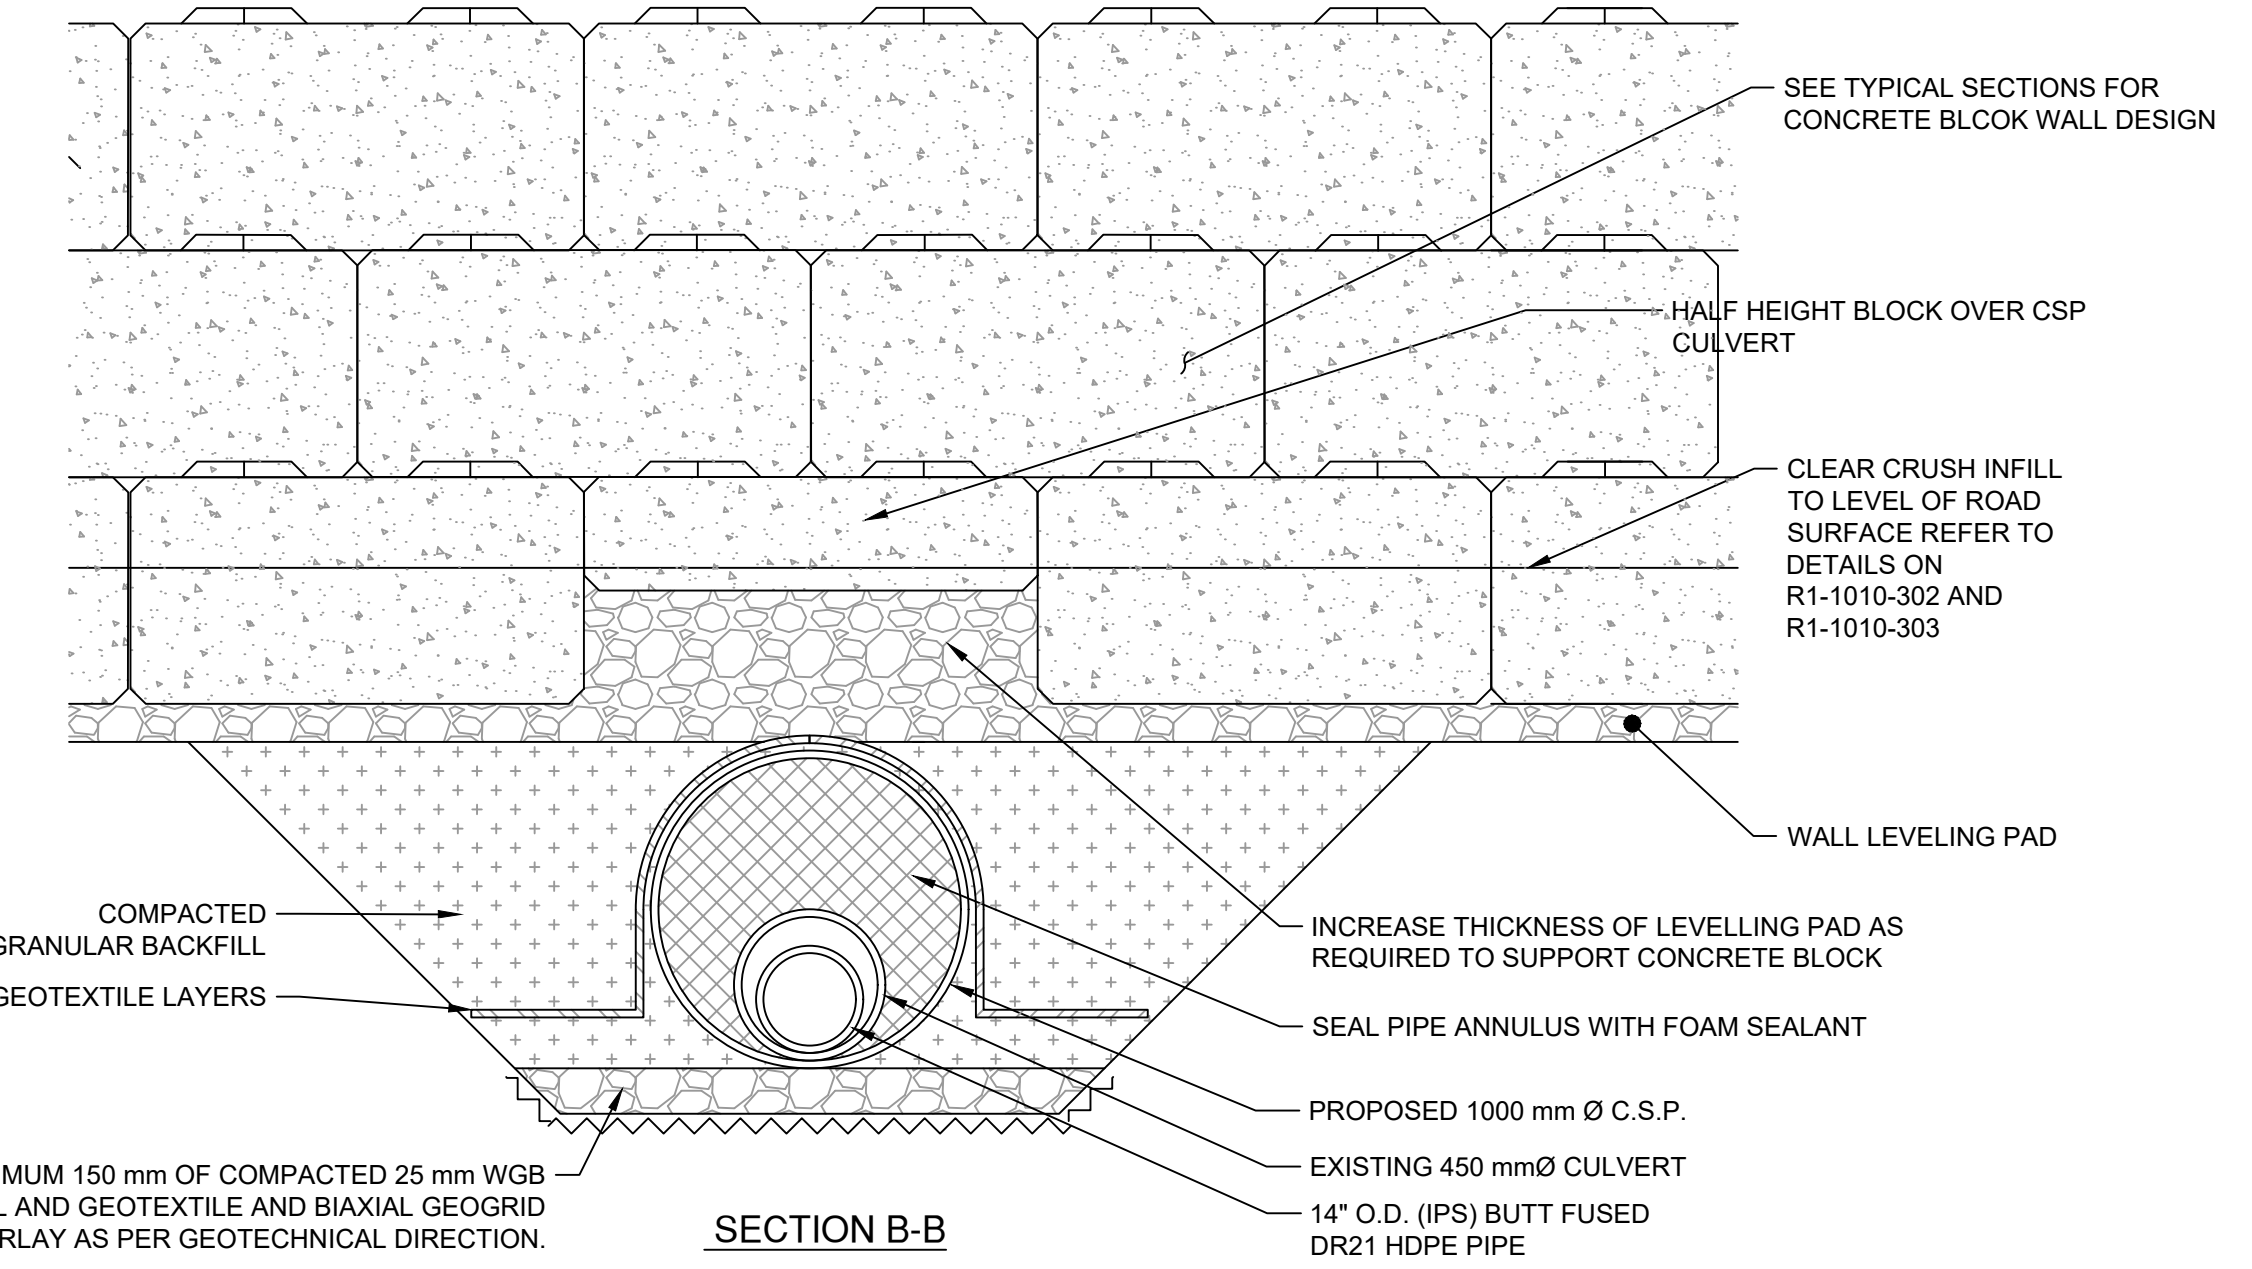 SEE TYPICAL SECTIONS FOR
CONCRETE BLCOK WALL DESIGN
HALF HEIGHT BLOCK OVER CSP
CULVERT
CLEAR CRUSH INFILL
TO LEVEL OF ROAD
SURFACE REFER TO
DETAILS ON
R1-1010-302 AND
R1-1010-303
WALL LEVELING PAD
COMPACTED
GRANULAR BACKFILL
GEOTEXTILE LAYERS
INCREASE THICKNESS OF LEVELLING PAD AS
REQUIRED TO SUPPORT CONCRETE BLOCK
SEAL PIPE ANNULUS WITH FOAM SEALANT
PROPOSED 1000 mm Ø C.S.P.
EXISTING 450 mmØ CULVERT
14" O.D. (IPS) BUTT FUSED
DR21 HDPE PIPE
150 mm OF COMPACTED 25 mm WGB
AND GEOTEXTILE AND BIAXIAL GEOGRID
AS PER GEOTECHNICAL DIRECTION.
SECTION B-B